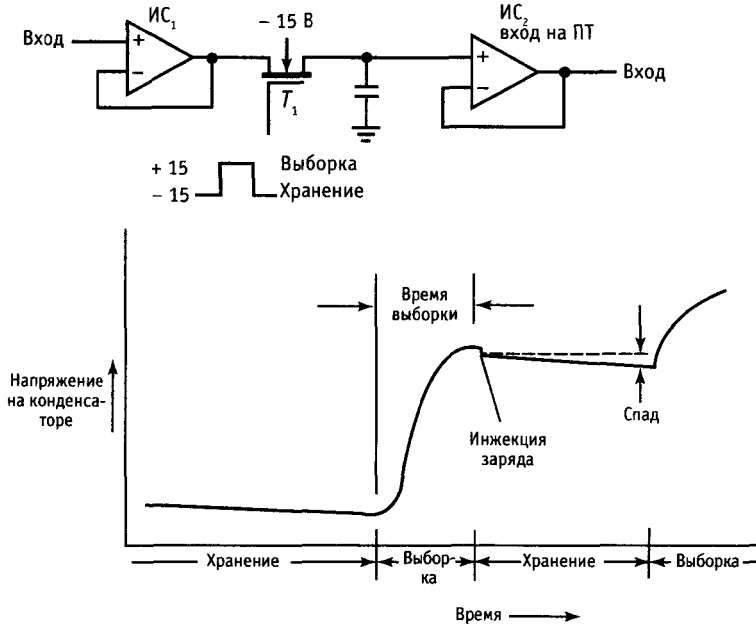 ИС1
– 15 В
ИС2
вход на ПТ
Вход
+
–
T1
+
–
Вход
+ 15
Выборка
– 15
Хранение
Время
выборки
Напряжение
на конденса-
торе
Спад
Инжекция
заряда
Хранение
Выбор-
ка
Хранение
Выборка
Время